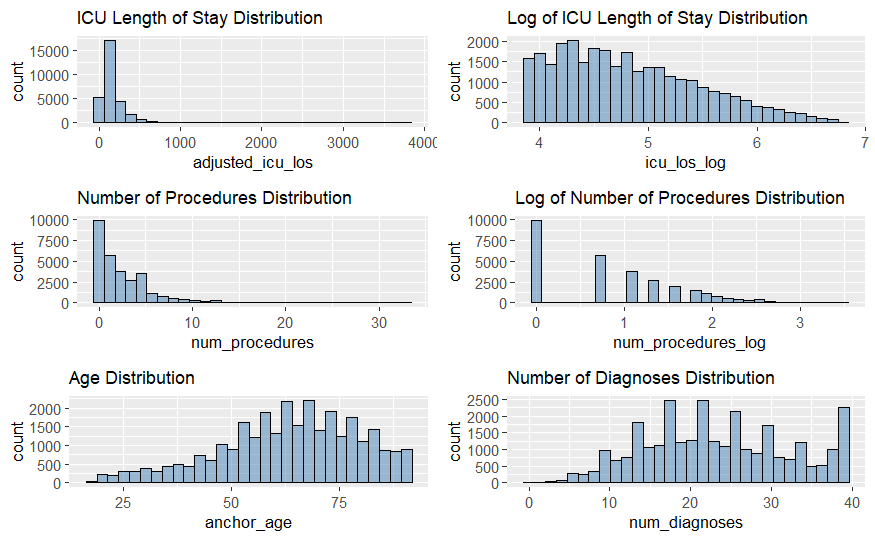 ICU Length of Stay Distribution
count
15000
10000
5000
0
0 1000 2000 3000 4000
adjusted_icu_los
Log of ICU Length of Stay Distribution
count
2000
1500
1000
500
0
4 5 6 7
icu_los_log
Number of Procedures Distribution
count
10000
7500
5000
2500
0
0 10 20 30
num_procedures
Log of Number of Procedures Distribution
count
10000
7500
5000
2500
0
0 1 2 3
num_procedures_log
Age Distribution
count
2000
1500
1000
500
0
25 50 75
anchor_age
Number of Diagnoses Distribution
count
2500
2000
1500
1000
500
0
0 10 20 30 40
num_diagnoses